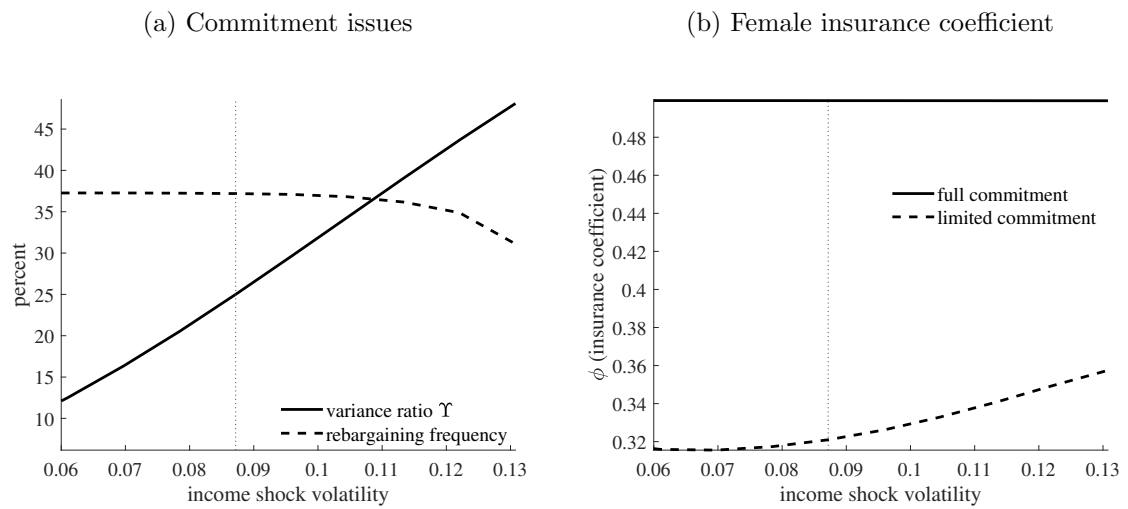 (a) Commitment issues
45
40
35
30
25
20
15
10
percent
variance ratio ϒ
rebargaining frequency
0.06 0.07 0.08 0.09 0.1 0.11 0.12 0.13
income shock volatility
(b) Female insurance coefficient
0.48
0.46
0.44
0.42
0.4
0.38
0.36
0.34
0.32
ϕ (insurance coefficient)
full commitment
limited commitment
0.06 0.07 0.08 0.09 0.1 0.11 0.12 0.13
income shock volatility